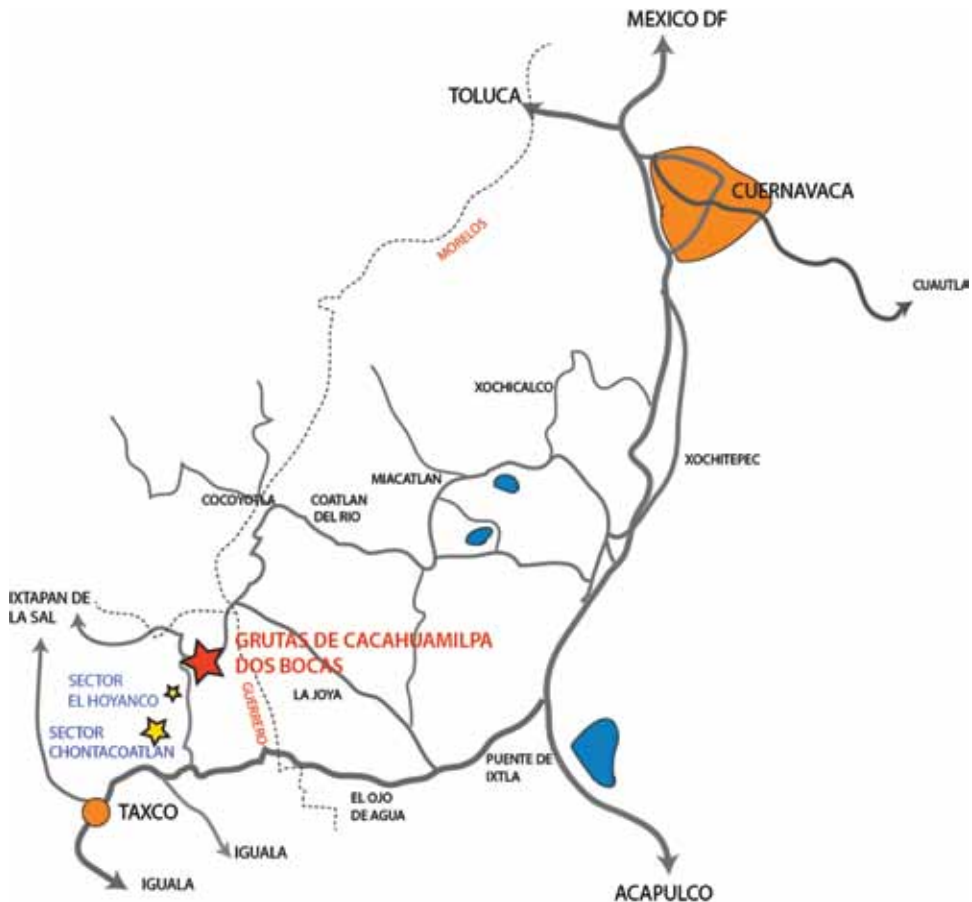 MEXICO DF
TOLUCA
CUERNAVACA
MORELOS
CUAUTLA
XOCHICALCO
XOCHITEPEC
MIACATLAN
COCOYOTLA
COATLAN
DEL RIO
IXTAPAN DE
LA SAL
GRUTAS DE CACAHUAMILPA
DOS BOCAS
SECTOR
EL HOYANCO
LA JOYA
GUERRERO
SECTOR
CHONTACOATLAN
PUENTE DE
IXTLA
EL OJO
DE AGUA
TAXCO
IGUALA
IGUALA
ACAPULCO